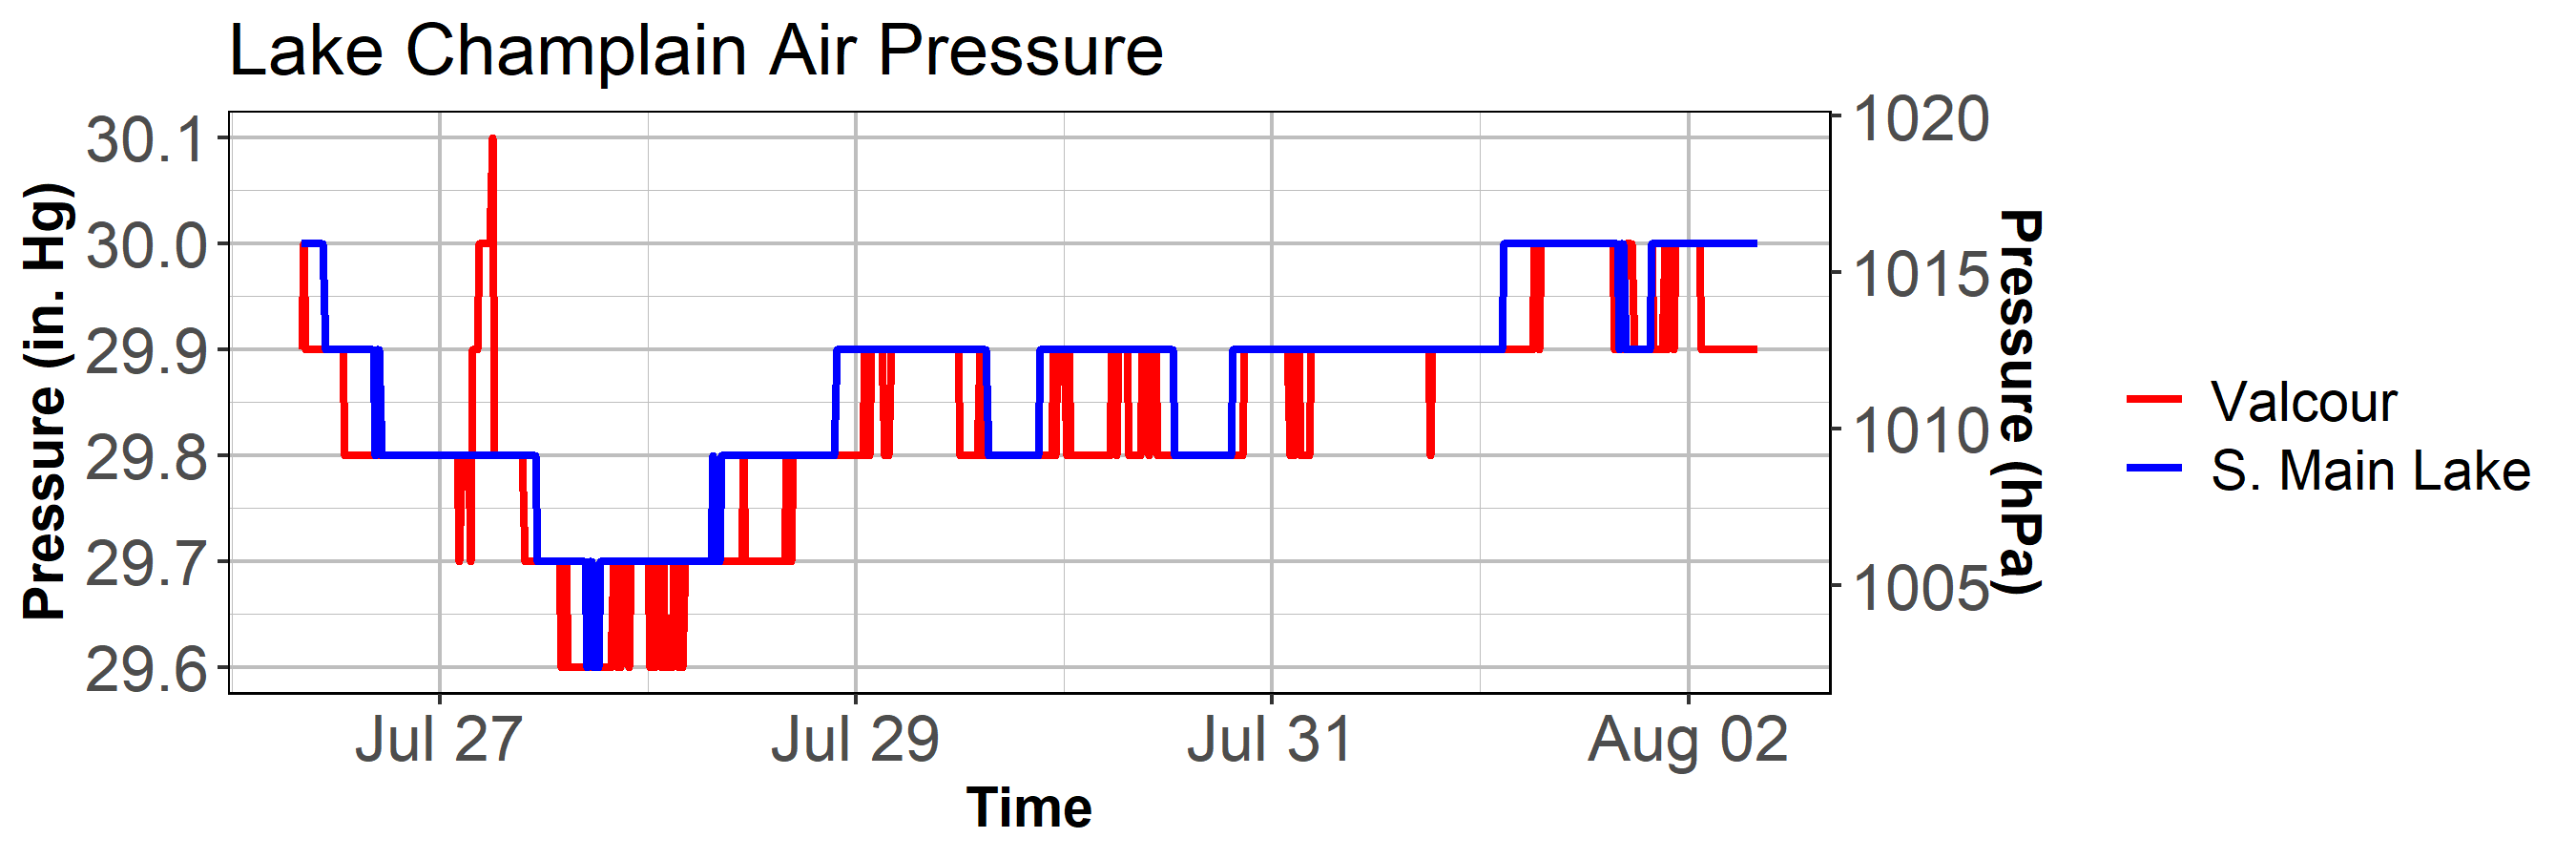 Lake Champlain Air Pressure
Pressure (in. Hg)
30.1
30.0
29.9
29.8
29.7
29.6
1020
1015
1010
1005
Pressure (hPa)
Jul 27
Jul 29
Jul 31
Aug 02
Time
Valcour
S. Main Lake